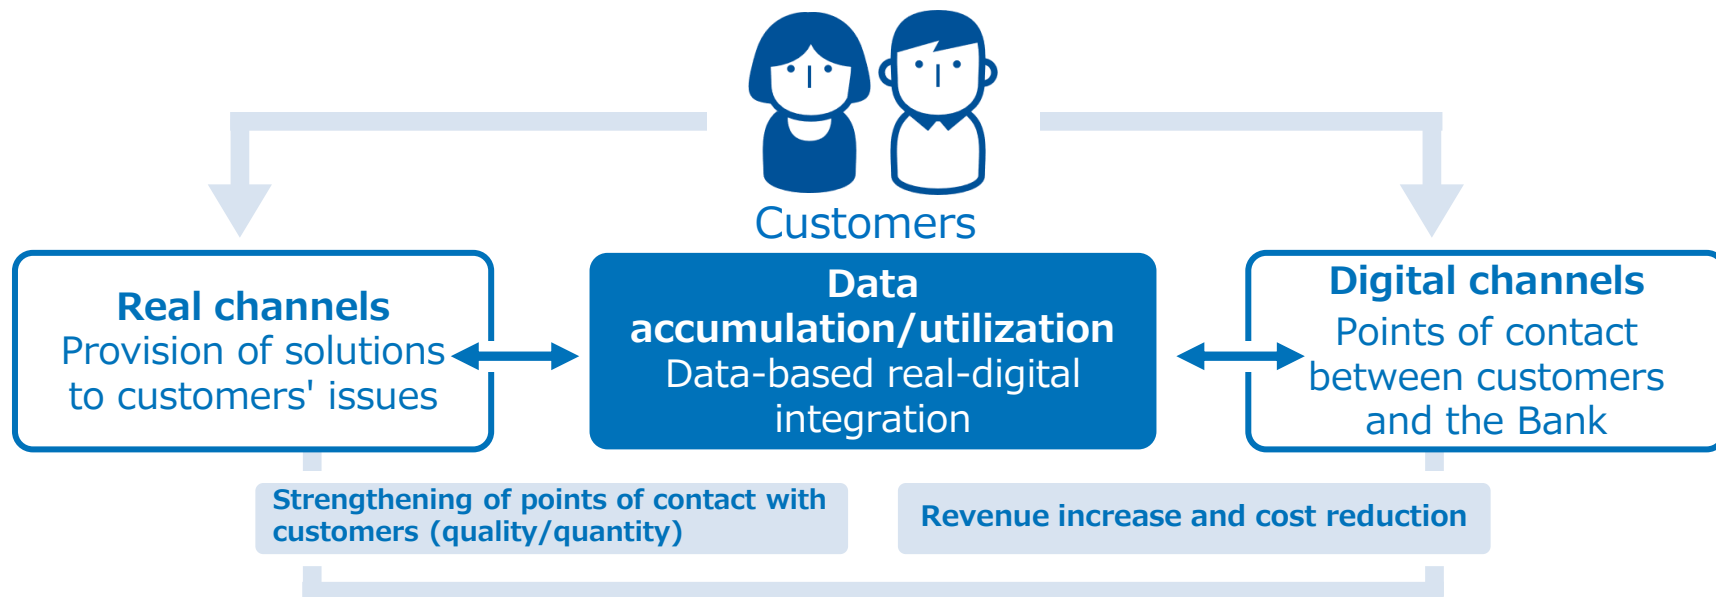 Customers
Real channels
Provision of solutions
to customers' issues
Data
accumulation/utilization
Data-based real-digital
integration
Digital channels
Points of contact
between customers
and the Bank
Strengthening of points of contact with
customers (quality/quantity)
Revenue increase and cost reduction